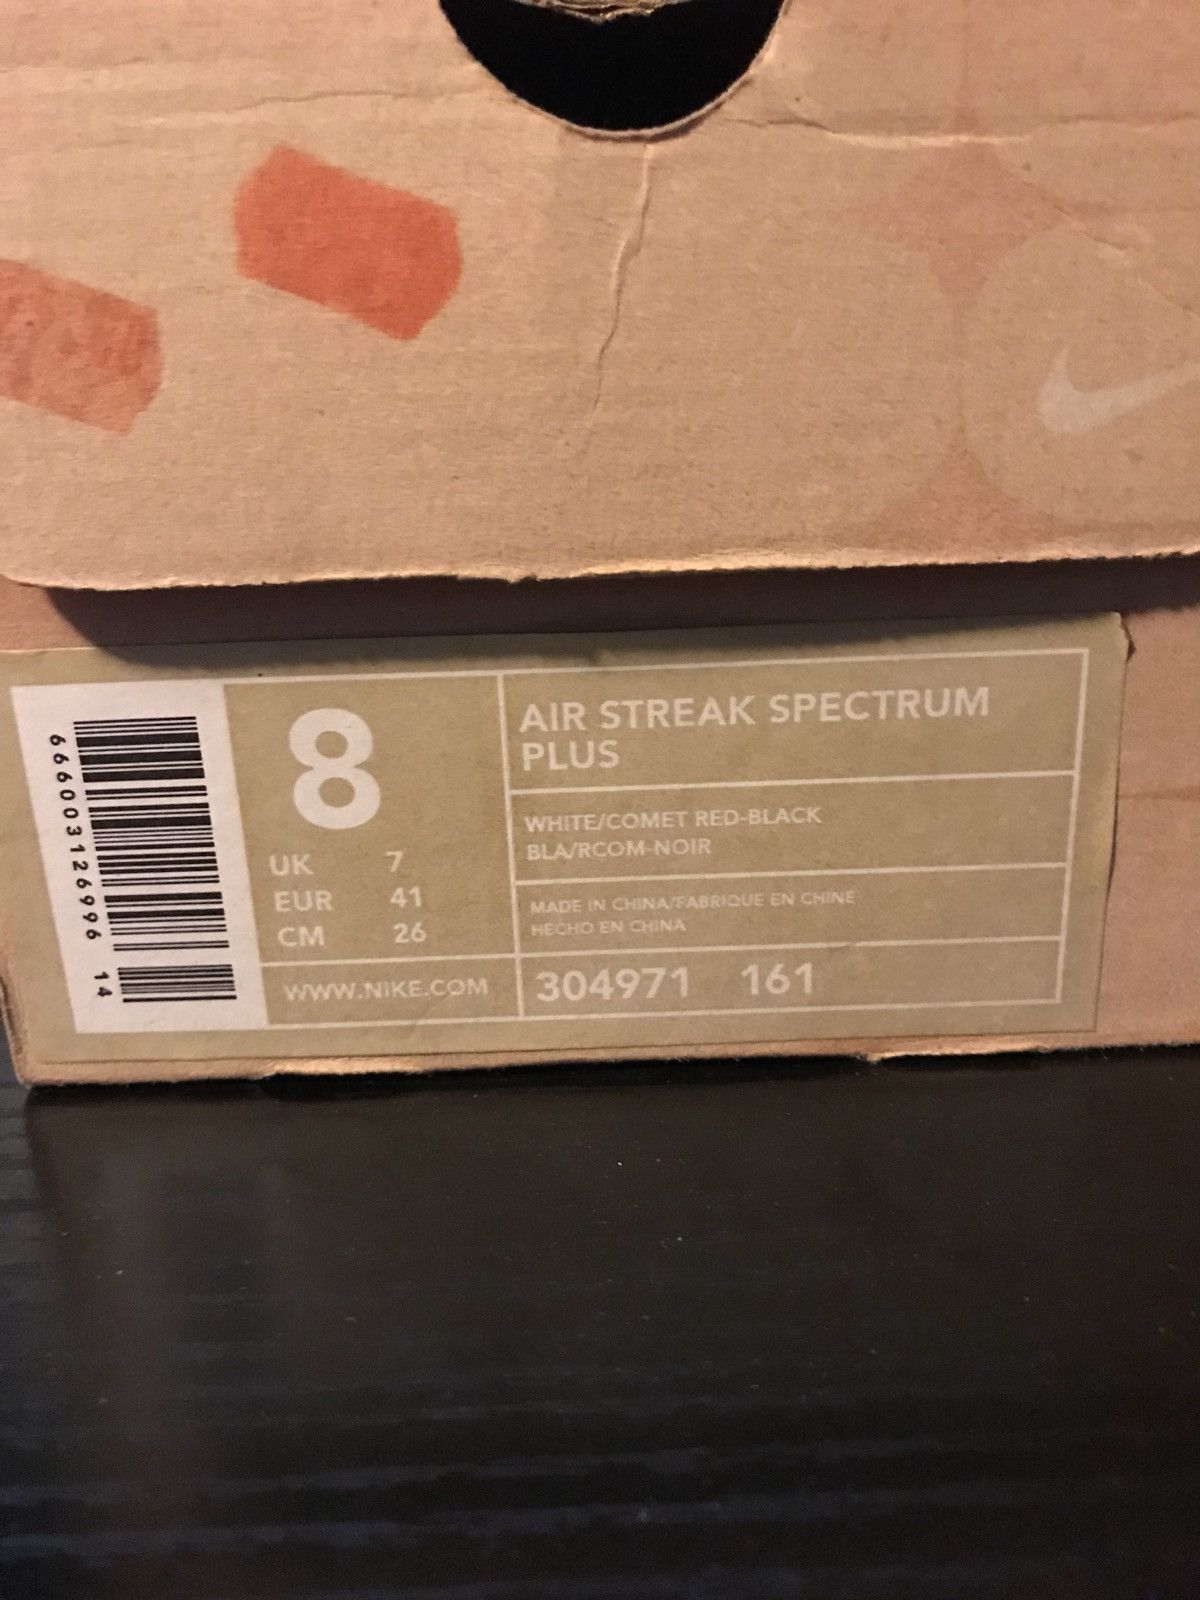 666003126996 14
8
UK 7
EUR 41
CM 26
WWW.NIKE.COM
AIR STREAK SPECTRUM
PLUS
WHITE/COMET RED-BLACK
BLA/RCOM-NOIR
MADE IN CHINA/FABRIQUE EN CHINE
HECHO EN CHINA
304971 161